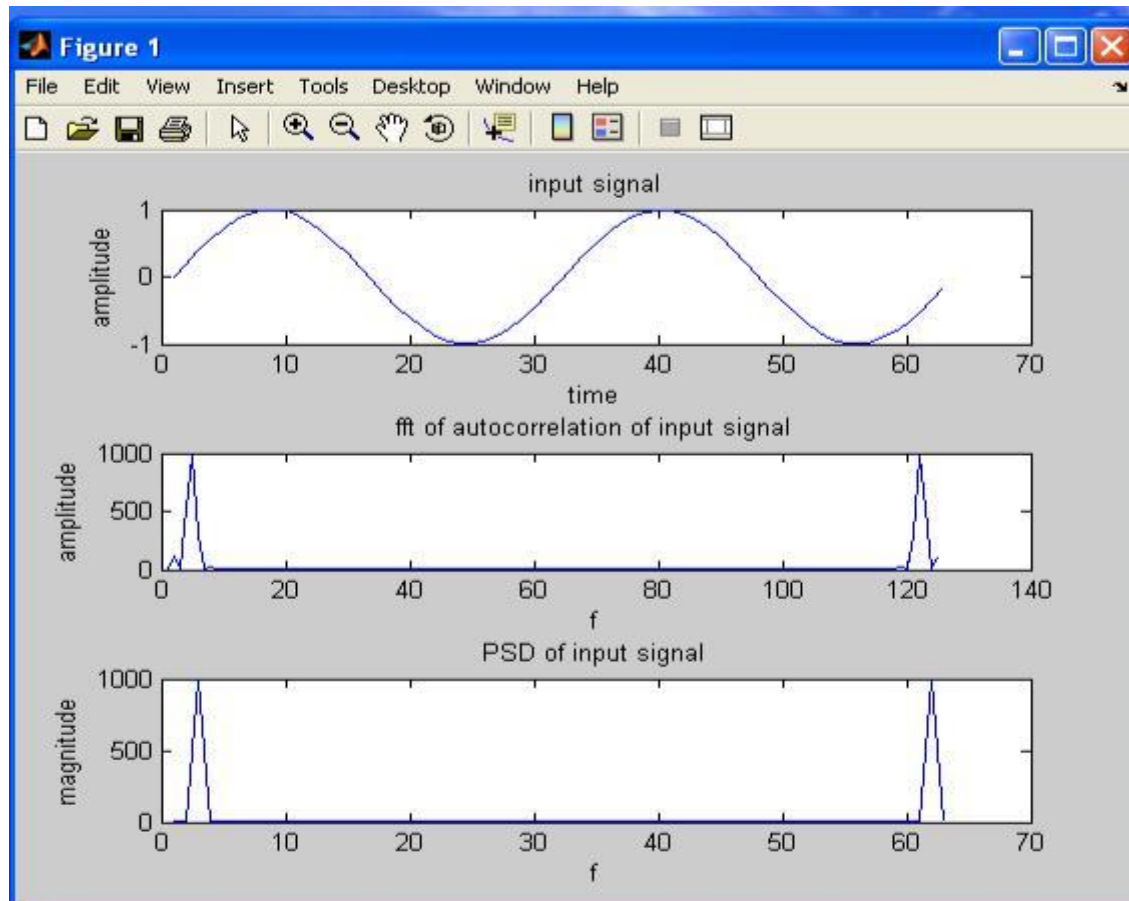 Figure 1
File Edit View Insert Tools Desktop Window Help
input signal
amplitude
1
0
-1
0 10 20 30 40 50 60 70
time
fft of autocorrelation of input signal
amplitude
1000
500
0
0 20 40 60 80 100 120 140
f
PSD of input signal
magnitude
1000
500
0
0 10 20 30 40 50 60 70
f